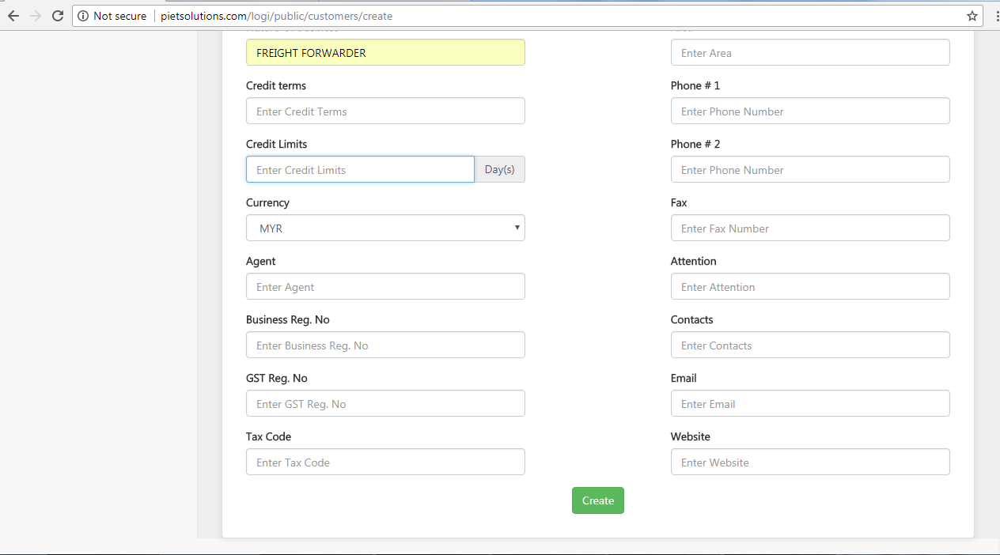 Not secure pietsolutions.com/logi/public/customers/create
FREIGHT FORWARDER
Enter Area
Credit terms
Phone # 1
Enter Credit Terms
Enter Phone Number
Credit Limits
Phone # 2
Enter Credit Limits
Day(s)
Enter Phone Number
Currency
Fax
MYR
Enter Fax Number
Agent
Attention
Enter Agent
Enter Attention
Business Reg. No
Contacts
Enter Business Reg. No
Enter Contacts
GST Reg. No
Email
Enter GST Reg. No
Enter Email
Tax Code
Website
Enter Tax Code
Enter Website
Create